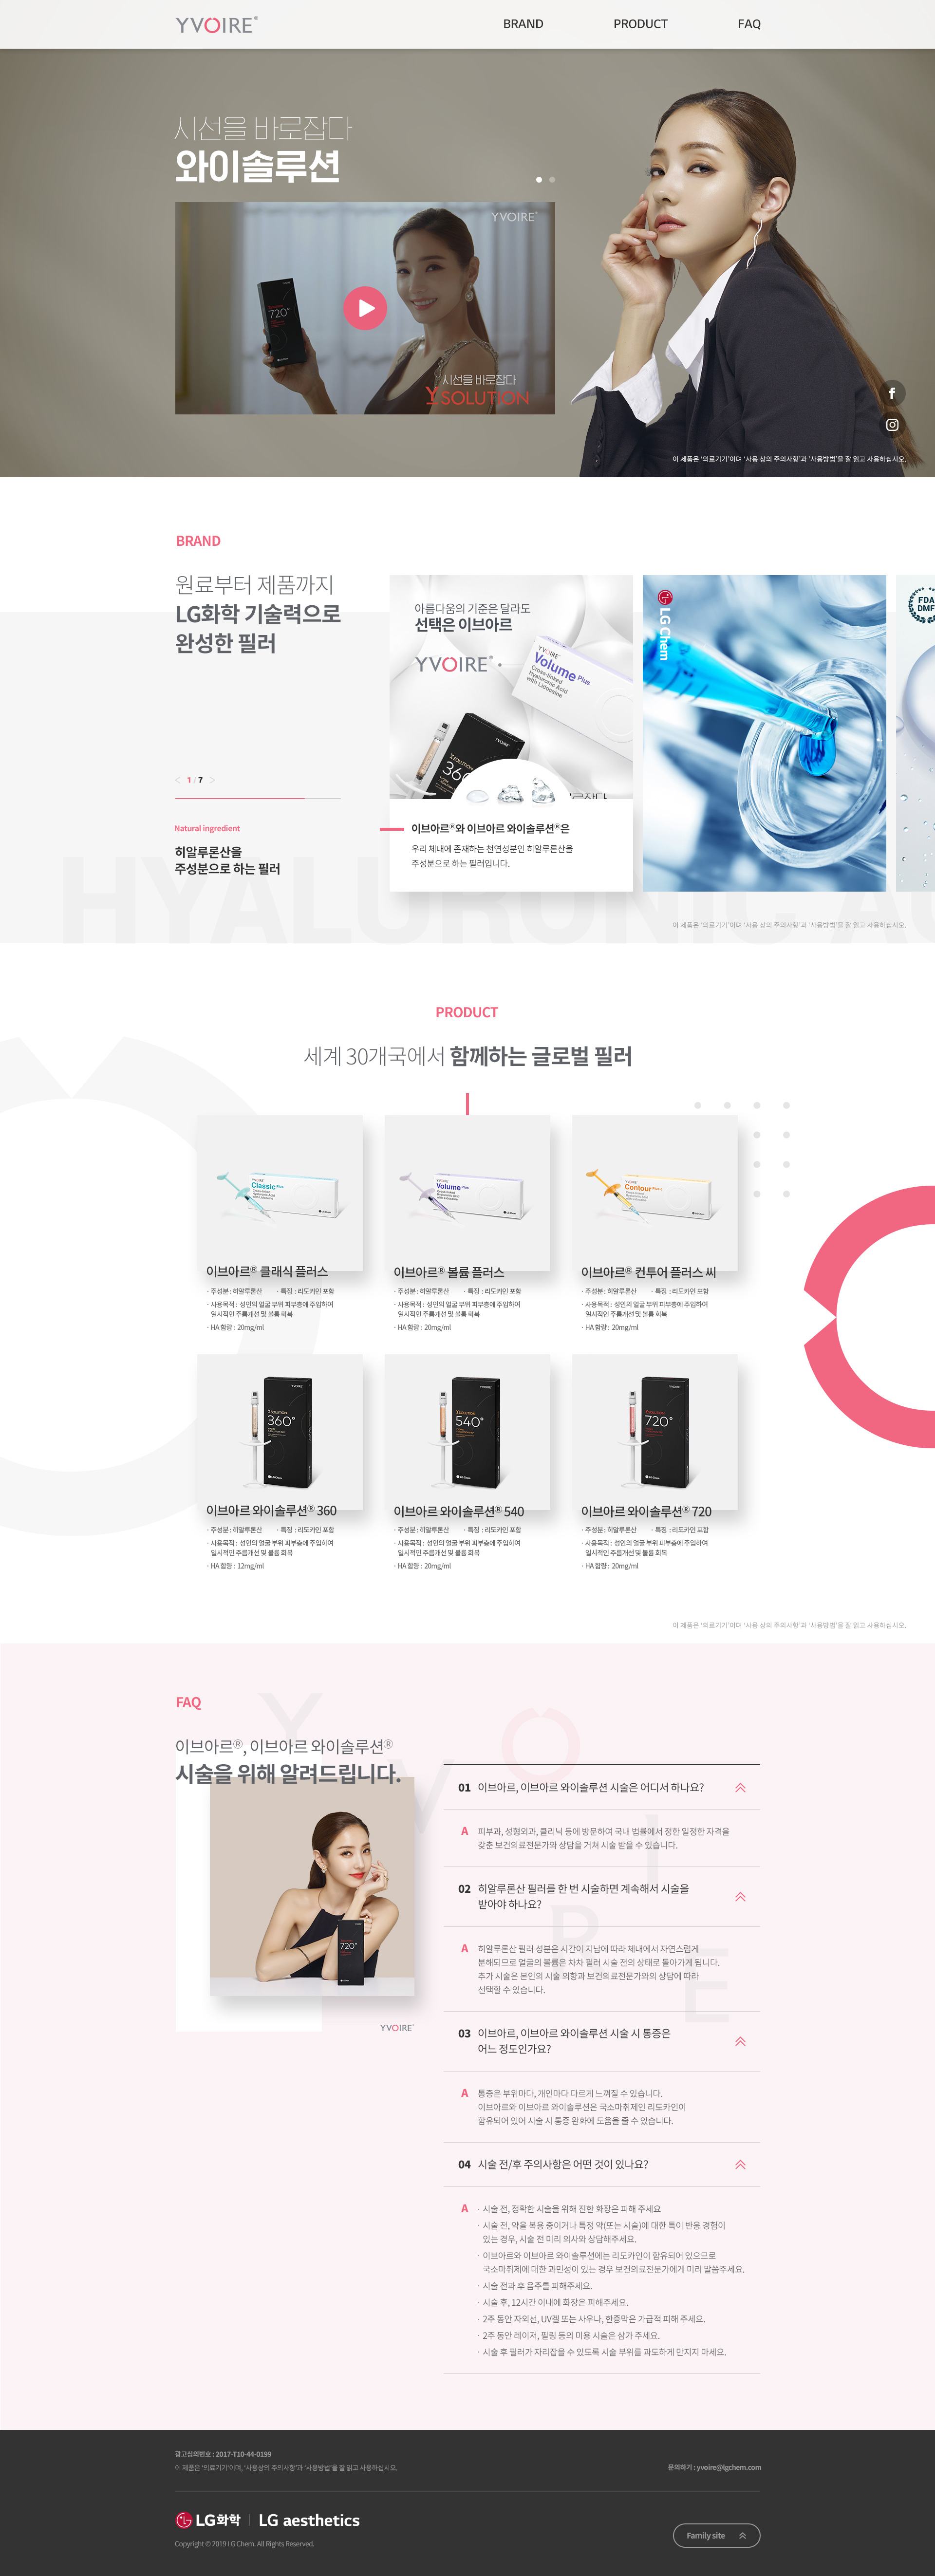 YVOIRE®
BRAND
PRODUCT
FAQ
시선을 바로잡다
와이솔루션
YVOIRE®
720°
시선을 바로잡다
Y SOLUTION
이 제품은 '의료기기'이며 '사용 상의 주의사항'과 '사용방법'을 잘 읽고 사용하십시오.
BRAND
원료부터 제품까지
LG화학 기술력으로
완성한 필러
1 / 7
Natural ingredient
히알루론산을
주성분으로 하는 필러
아름다움의 기준은 달라도
선택은 이브아르
YVOIRE®
YVOIRE
Volume Plus
Cross-linked
Hyaluronic Acid
with Lidocaine
YVOIRE
이브아르®와 이브아르 와이솔루션®은
우리 체내에 존재하는 천연성분인 히알루론산을
주성분으로 하는 필러입니다.
LG Chem
FDA
DMF
HYALURONIC AC
이 제품은 '의료기기'이며 '사용 상의 주의사항'과 '사용방법'을 잘 읽고 사용하십시오.
PRODUCT
세계 30개국에서 함께하는 글로벌 필러
Classic Plus
Volume Plus
Contour Plus
이브아르® 클래식 플러스
· 주성분 : 히알루론산 · 특징 : 리도카인 포함
· 사용목적 : 성인의 얼굴 부위 피부층에 주입하여
일시적인 주름개선 및 볼륨 회복
· HA 함량 : 20mg/ml
이브아르® 볼륨 플러스
· 주성분 : 히알루론산 · 특징 : 리도카인 포함
· 사용목적 : 성인의 얼굴 부위 피부층에 주입하여
일시적인 주름개선 및 볼륨 회복
· HA 함량 : 20mg/ml
이브아르® 컨투어 플러스 씨
· 주성분 : 히알루론산 · 특징 : 리도카인 포함
· 사용목적 : 성인의 얼굴 부위 피부층에 주입하여
일시적인 주름개선 및 볼륨 회복
· HA 함량 : 20mg/ml
YVOIRE
Y SOLUTION
360°
LG Chem
YVOIRE
Y SOLUTION
540°
LG Chem
YVOIRE
Y SOLUTION
720°
LG Chem
이브아르 와이솔루션® 360
· 주성분 : 히알루론산 · 특징 : 리도카인 포함
· 사용목적 : 성인의 얼굴 부위 피부층에 주입하여
일시적인 주름개선 및 볼륨 회복
· HA 함량 : 12mg/ml
이브아르 와이솔루션® 540
· 주성분 : 히알루론산 · 특징 : 리도카인 포함
· 사용목적 : 성인의 얼굴 부위 피부층에 주입하여
일시적인 주름개선 및 볼륨 회복
· HA 함량 : 20mg/ml
이브아르 와이솔루션® 720
· 주성분 : 히알루론산 · 특징 : 리도카인 포함
· 사용목적 : 성인의 얼굴 부위 피부층에 주입하여
일시적인 주름개선 및 볼륨 회복
· HA 함량 : 20mg/ml
이 제품은 '의료기기'이며 '사용 상의 주의사항'과 '사용방법'을 잘 읽고 사용하십시오.
FAQ
이브아르®, 이브아르 와이솔루션®
시술을 위해 알려드립니다.
720°
YVOIRE
YVOIRE
01 이브아르, 이브아르 와이솔루션 시술은 어디서 하나요?
A 피부과, 성형외과, 클리닉 등에 방문하여 국내 법률에서 정한 일정한 자격을
갖춘 보건의료전문가와 상담을 거쳐 시술 받을 수 있습니다.
02 히알루론산 필러를 한 번 시술하면 계속해서 시술을
받아야 하나요?
A 히알루론산 필러 성분은 시간이 지남에 따라 체내에서 자연스럽게
분해되므로 얼굴의 볼륨은 차차 필러 시술 전의 상태로 돌아가게 됩니다.
추가 시술은 본인의 시술 의향과 보건의료전문가와의 상담에 따라
선택할 수 있습니다.
03 이브아르, 이브아르 와이솔루션 시술 시 통증은
어느 정도인가요?
A 통증은 부위마다, 개인마다 다르게 느껴질 수 있습니다.
이브아르와 이브아르 와이솔루션은 국소마취제인 리도카인이
함유되어 있어 시술 시 통증 완화에 도움을 줄 수 있습니다.
04 시술 전/후 주의사항은 어떤 것이 있나요?
A · 시술 전, 정확한 시술을 위해 진한 화장은 피해 주세요
· 시술 전, 약을 복용 중이거나 특정 약(또는 시술)에 대한 특이 반응 경험이
있는 경우, 시술 전 미리 의사와 상담해주세요.
· 이브아르와 이브아르 와이솔루션에는 리도카인이 함유되어 있으므로
국소마취제에 대한 과민성이 있는 경우 보건의료전문가에게 미리 말씀주세요.
· 시술 전과 후 음주를 피해주세요.
· 시술 후, 12시간 이내에 화장은 피해주세요.
· 2주 동안 자외선, UV겔 또는 사우나, 한증막은 가급적 피해 주세요.
· 2주 동안 레이저, 필링 등의 미용 시술은 삼가 주세요.
· 시술 후 필러가 자리잡을 수 있도록 시술 부위를 과도하게 만지지 마세요.
광고심의번호 : 2017-T10-44-0199
이 제품은 '의료기기'이며, '사용상의 주의사항'과 '사용방법'을 잘 읽고 사용하십시오.
문의하기 : yvoire@lgchem.com
LG화학 | LG aesthetics
Copyright © 2019 LG Chem. All Rights Reserved.
Family site